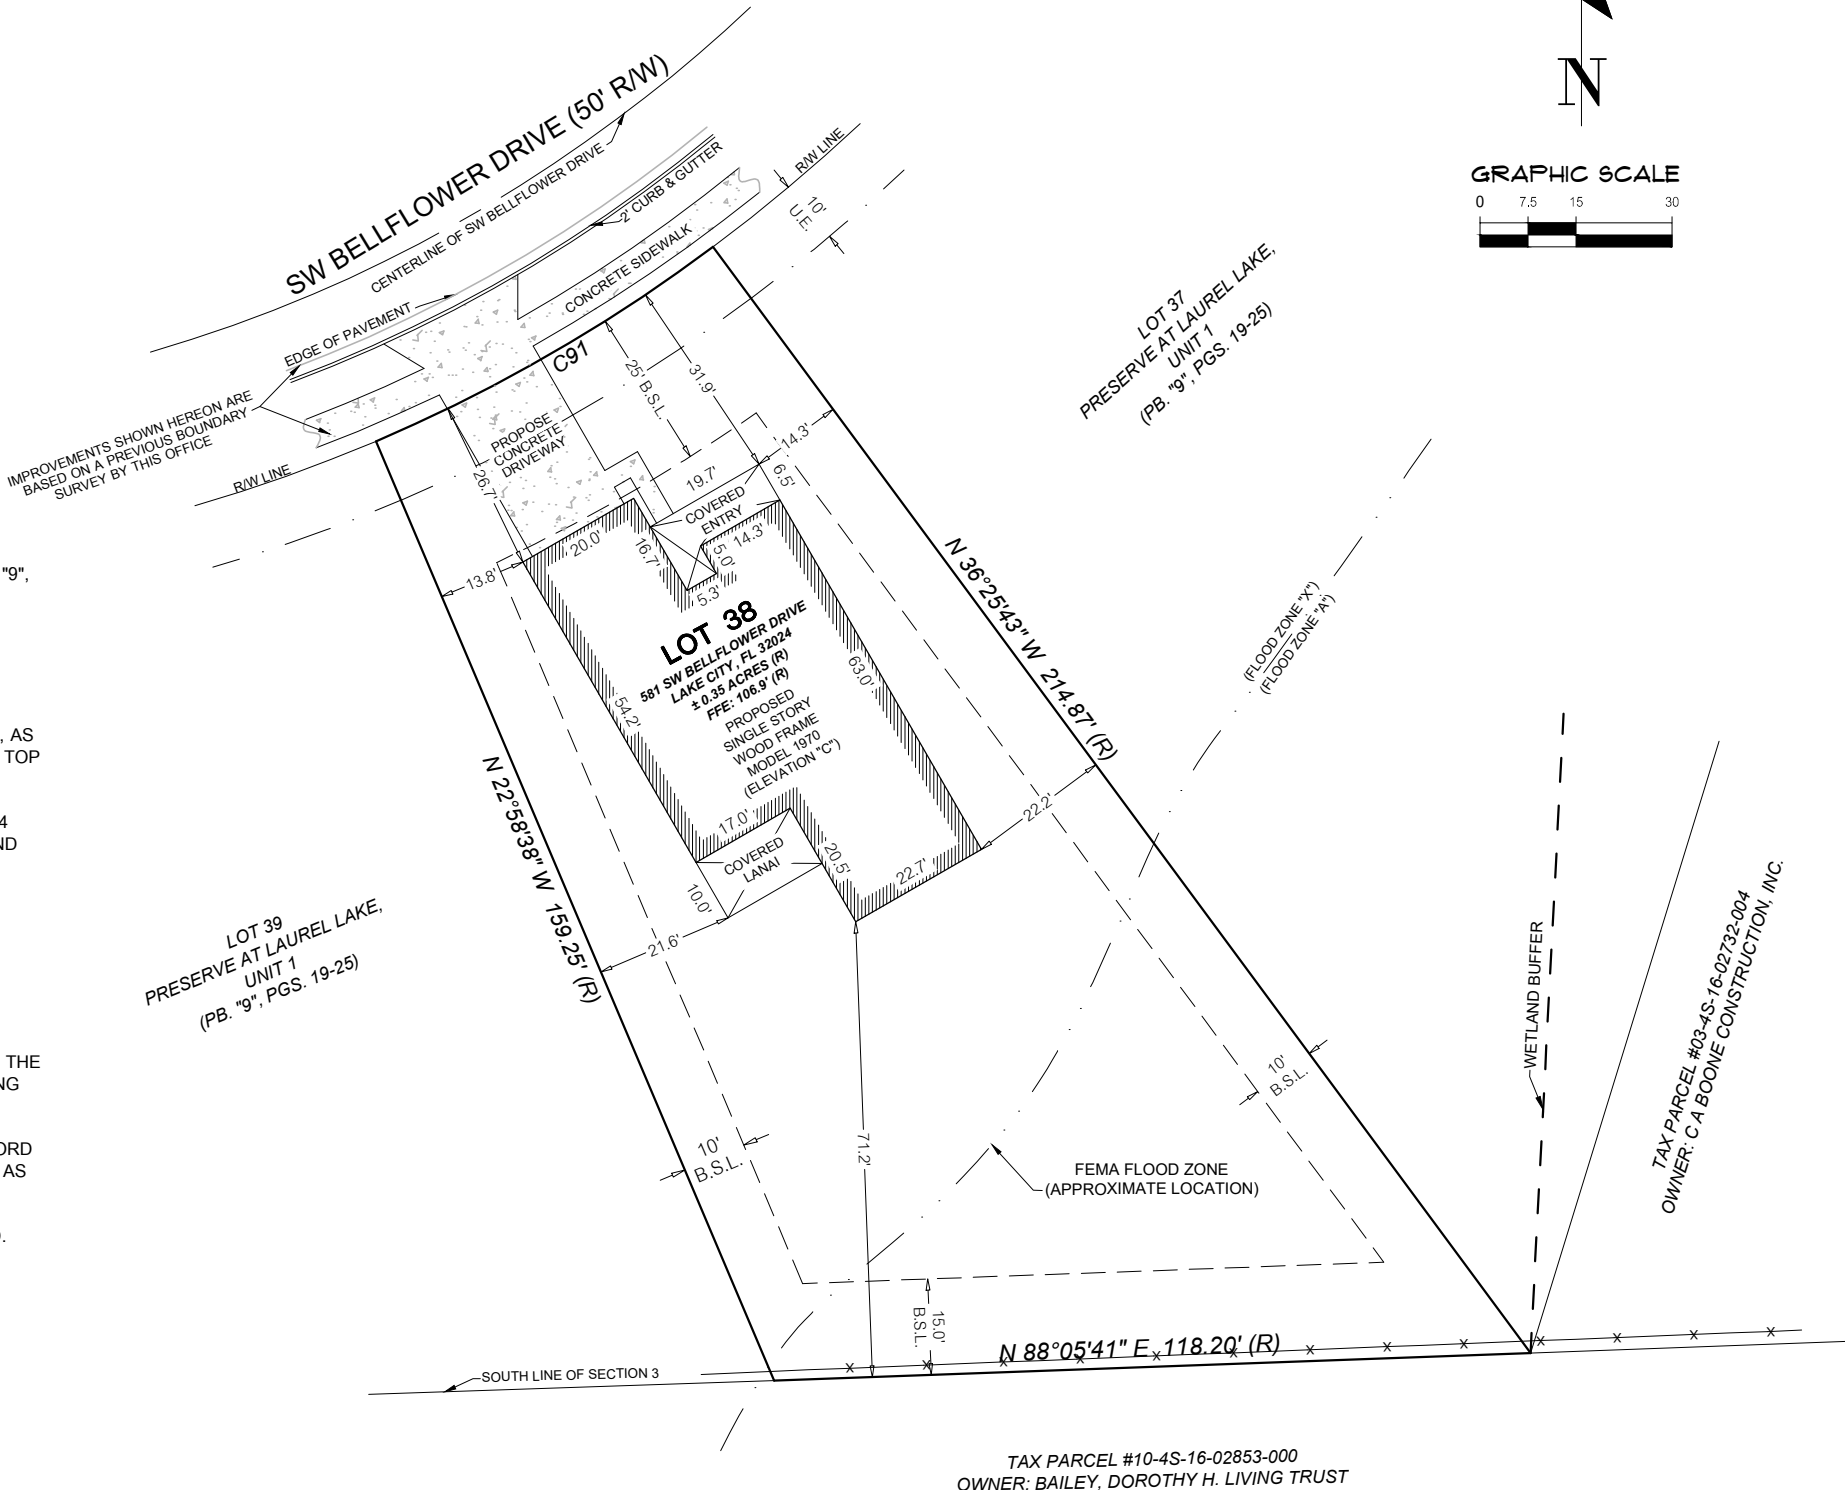 N
GRAPHIC SCALE
0 7.5 15 30
SW BELLFLOWER DRIVE (50' R/W)
CENTERLINE OF SW BELLFLOWER DRIVE
2' CURB & GUTTER
R/W LINE
10'
U.E
CONCRETE SIDEWALK
EDGE OF PAVEMENT
C91
IMPROVEMENTS SHOWN HEREON ARE
BASED ON A PREVIOUS BOUNDARY
SURVEY BY THIS OFFICE
R/W LINE
LOT 37
PRESERVE AT LAUREL LAKE,
UNIT 1
(PB. "9", PGS. 19-25)
25' B.S.L.
31.9'
14.3'
PROPOSE
CONCRETE
DRIVEWAY
26.7'
19.7'
6.5'
COVERED
ENTRY
20.0'
16.7'
14.3'
5.0'
5.3'
13.8'
"9",
LOT 38
581 SW BELLFLOWER DRIVE
LAKE CITY, FL 32024
± 0.35 ACRES (R)
FFE: 106.9' (R)
PROPOSED
SINGLE STORY
WOOD FRAME
MODEL 1970
(ELEVATION "C")
54.2'
63.0'
N 36°25'43" W 214.87' (R)
(FLOOD ZONE "X")
(FLOOD ZONE "A")
, AS
TOP
4
ND
N 22°58'38" W 159.25' (R)
17.0'
COVERED
LANAI
20.5'
22.7'
22.2'
10.0'
21.6'
LOT 39
PRESERVE AT LAUREL LAKE,
UNIT 1
(PB. "9", PGS. 19-25)
WETLAND BUFFER
TAX PARCEL #03-4S-16-02732-004
OWNER: C A BOONE CONSTRUCTION, INC.
THE
NG
ORD
AS
).
10'
B.S.L.
10'
B.S.L.
71.2'
FEMA FLOOD ZONE
(APPROXIMATE LOCATION)
15.0'
B.S.L.
N 88°05'41" E 118.20' (R)
X X X X X X X X X X X X X
SOUTH LINE OF SECTION 3
TAX PARCEL #10-4S-16-02853-000
OWNER: BAILEY, DOROTHY H. LIVING TRUST